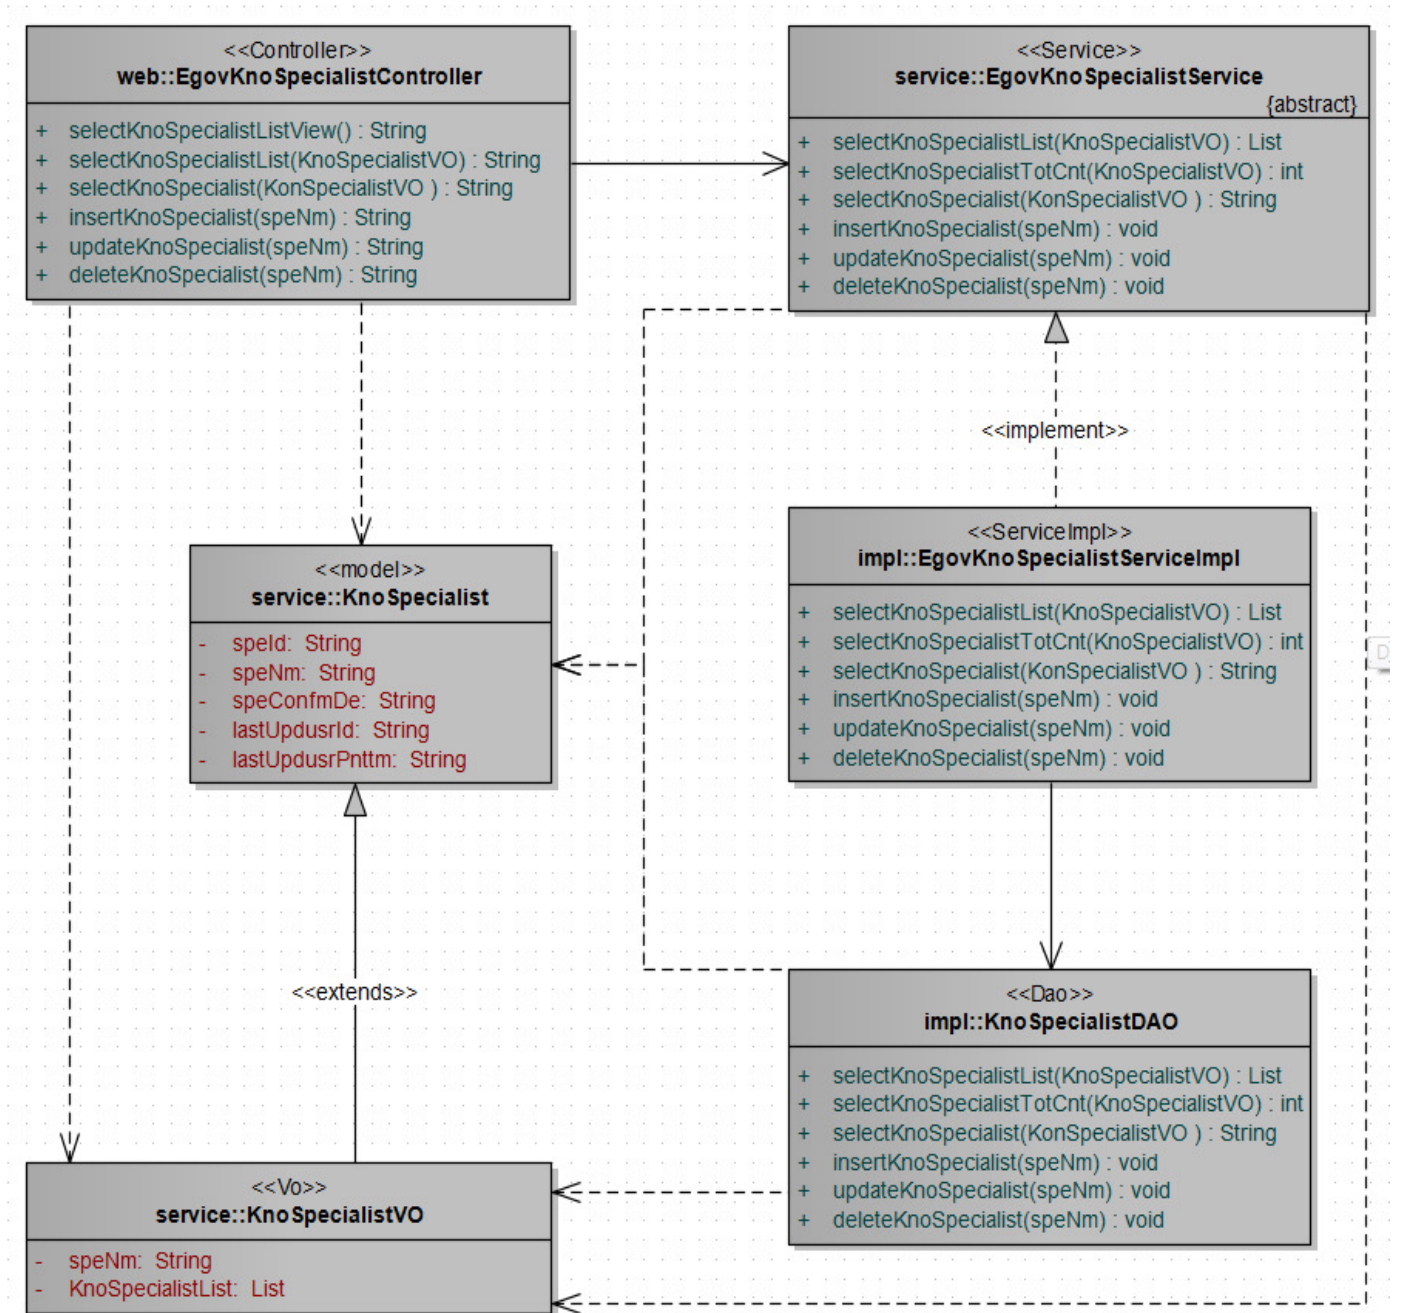 <<Controller>>
web::EgovKnoSpecialistController
+ selectKnoSpecialistListView() : String
+ selectKnoSpecialistList(KnoSpecialistVO) : String
+ selectKnoSpecialist(KonSpecialistVO ) : String
+ insertKnoSpecialist(speNm) : String
+ updateKnoSpecialist(speNm) : String
+ deleteKnoSpecialist(speNm) : String
<<Service>>
service::EgovKnoSpecialistService
{abstract}
+ selectKnoSpecialistList(KnoSpecialistVO) : List
+ selectKnoSpecialistTotCnt(KnoSpecialistVO) : int
+ selectKnoSpecialist(KonSpecialistVO ) : String
+ insertKnoSpecialist(speNm) : void
+ updateKnoSpecialist(speNm) : void
+ deleteKnoSpecialist(speNm) : void
<<implement>>
<<model>>
service::KnoSpecialist
- speId: String
- speNm: String
- speConfmDe: String
- lastUpdusrId: String
- lastUpdusrPnttm: String
<<ServiceImpl>>
impl::EgovKnoSpecialistServiceImpl
+ selectKnoSpecialistList(KnoSpecialistVO) : List
+ selectKnoSpecialistTotCnt(KnoSpecialistVO) : int
+ selectKnoSpecialist(KonSpecialistVO ) : String
+ insertKnoSpecialist(speNm) : void
+ updateKnoSpecialist(speNm) : void
+ deleteKnoSpecialist(speNm) : void
D
<<extends>>
<<Dao>>
impl::KnoSpecialistDAO
+ selectKnoSpecialistList(KnoSpecialistVO) : List
+ selectKnoSpecialistTotCnt(KnoSpecialistVO) : int
+ selectKnoSpecialist(KonSpecialistVO ) : String
+ insertKnoSpecialist(speNm) : void
+ updateKnoSpecialist(speNm) : void
+ deleteKnoSpecialist(speNm) : void
<<Vo>>
service::KnoSpecialistVO
- speNm: String
- KnoSpecialistList: List